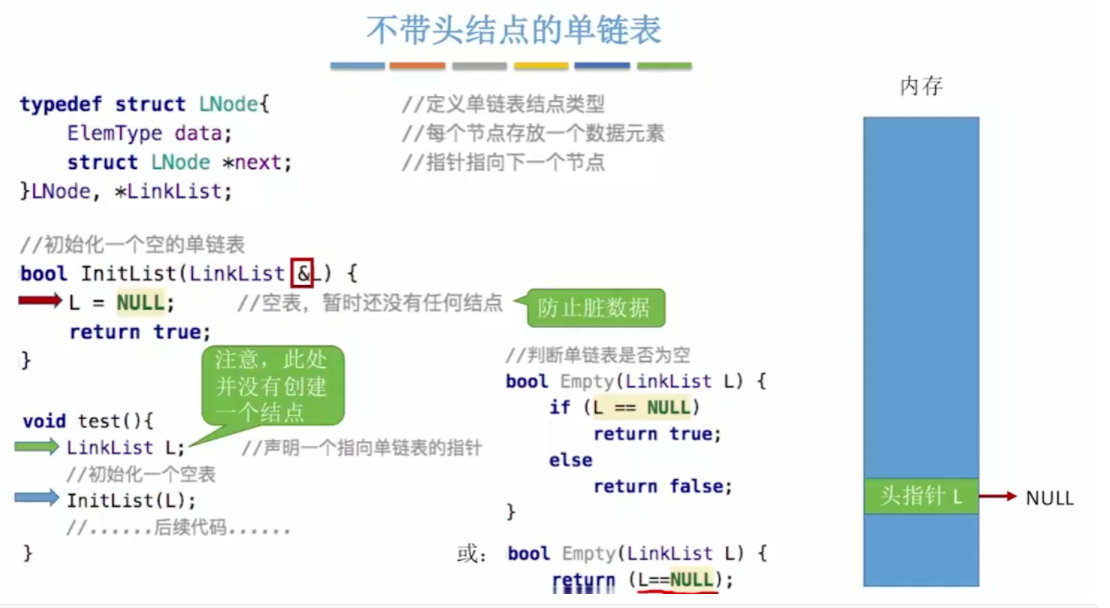 不带头结点的单链表
typedef struct LNode{ //定义单链表结点类型
ElemType data; //每个节点存放一个数据元素
struct LNode *next; //指针指向下一个节点
}LNode, *LinkList;
//初始化一个空的单链表
bool InitList(LinkList &L) {
L = NULL; //空表，暂时还没有任何结点
防止脏数据
return true;
}
注意，此处
并没有创建
一个结点
void test(){
LinkList L; //声明一个指向单链表的指针
//初始化一个空表
InitList(L);
//......后续代码......
}
//判断单链表是否为空
bool Empty(LinkList L) {
if (L == NULL)
return true;
else
return false;
}
或：
bool Empty(LinkList L) {
return (L==NULL);
内存
头指针 L
NULL